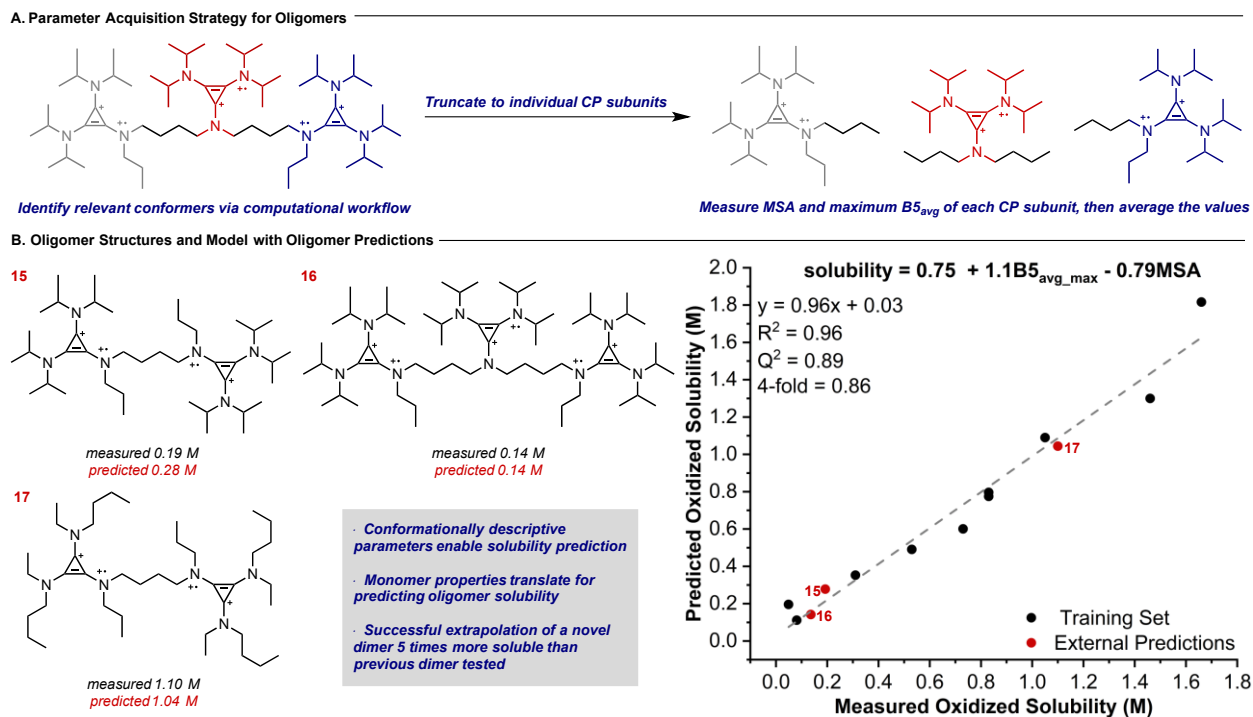 A. Parameter Acquisition Strategy for Oligomers
Truncate to individual CP subunits
Identify relevant conformers via computational workflow
Measure MSA and maximum B5avg of each CP subunit, then average the values
B. Oligomer Structures and Model with Oligomer Predictions
15
measured 0.19 M
predicted 0.28 M
16
measured 0.14 M
predicted 0.14 M
17
measured 1.10 M
predicted 1.04 M
· Conformationally descriptive
parameters enable solubility prediction
· Monomer properties translate for
predicting oligomer solubility
· Successful extrapolation of a novel
dimer 5 times more soluble than
previous dimer tested
solubility = 0.75 + 1.1B5avg_max - 0.79MSA
y = 0.96x + 0.03
R² = 0.96
Q² = 0.89
4-fold = 0.86
Predicted Oxidized Solubility (M)
2.0
1.8
1.6
1.4
1.2
1.0
0.8
0.6
0.4
0.2
0.0
17
15
16
Training Set
External Predictions
0.0 0.2 0.4 0.6 0.8 1.0 1.2 1.4 1.6 1.8
Measured Oxidized Solubility (M)